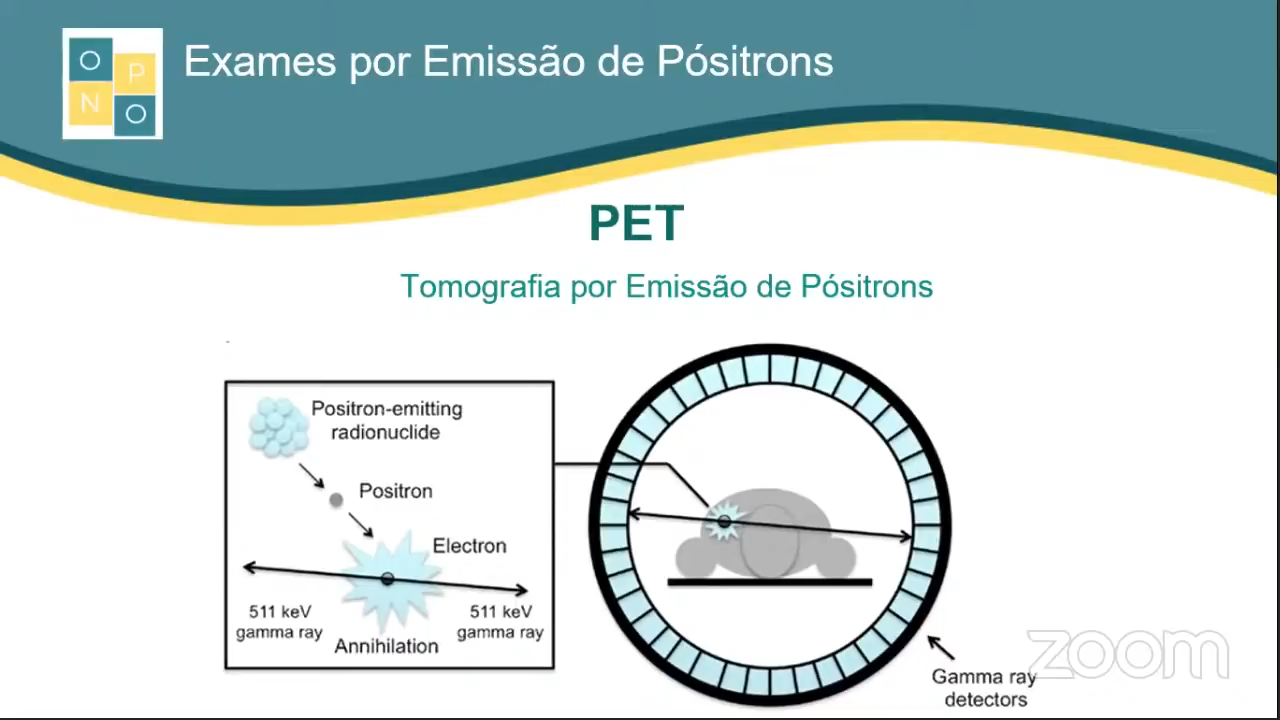 O
P
N
O
Exames por Emissão de Pósitrons
PET
Tomografia por Emissão de Pósitrons
Positron-emitting
radionuclide
Positron
Electron
511 keV
gamma ray
511 keV
gamma ray
Annihilation
Gamma ray
detectors
zoom